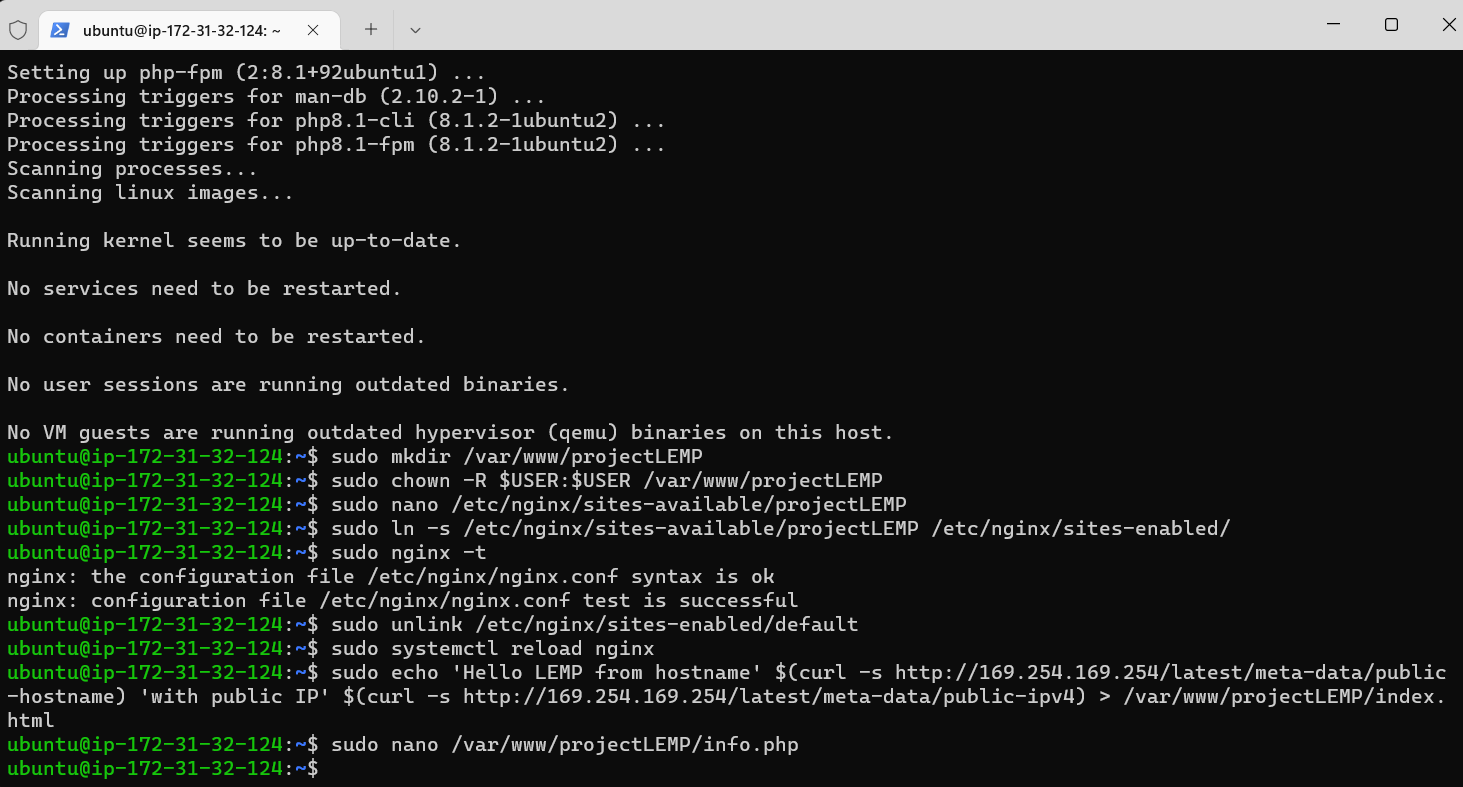 ubuntu@ip-172-31-32-124: ~
Setting up php-fpm (2:8.1+92ubuntu1) ...
Processing triggers for man-db (2.10.2-1) ...
Processing triggers for php8.1-cli (8.1.2-1ubuntu2) ...
Processing triggers for php8.1-fpm (8.1.2-1ubuntu2) ...
Scanning processes...
Scanning linux images...
Running kernel seems to be up-to-date.
No services need to be restarted.
No containers need to be restarted.
No user sessions are running outdated binaries.
No VM guests are running outdated hypervisor (qemu) binaries on this host.
ubuntu@ip-172-31-32-124:~$ sudo mkdir /var/www/projectLEMP
ubuntu@ip-172-31-32-124:~$ sudo chown -R $USER:$USER /var/www/projectLEMP
ubuntu@ip-172-31-32-124:~$ sudo nano /etc/nginx/sites-available/projectLEMP
ubuntu@ip-172-31-32-124:~$ sudo ln -s /etc/nginx/sites-available/projectLEMP /etc/nginx/sites-enabled/
ubuntu@ip-172-31-32-124:~$ sudo nginx -t
nginx: the configuration file /etc/nginx/nginx.conf syntax is ok
nginx: configuration file /etc/nginx/nginx.conf test is successful
ubuntu@ip-172-31-32-124:~$ sudo unlink /etc/nginx/sites-enabled/default
ubuntu@ip-172-31-32-124:~$ sudo systemctl reload nginx
ubuntu@ip-172-31-32-124:~$ sudo echo 'Hello LEMP from hostname' $(curl -s http://169.254.169.254/latest/meta-data/public
-hostname) 'with public IP' $(curl -s http://169.254.169.254/latest/meta-data/public-ipv4) > /var/www/projectLEMP/index.
html
ubuntu@ip-172-31-32-124:~$ sudo nano /var/www/projectLEMP/info.php
ubuntu@ip-172-31-32-124:~$